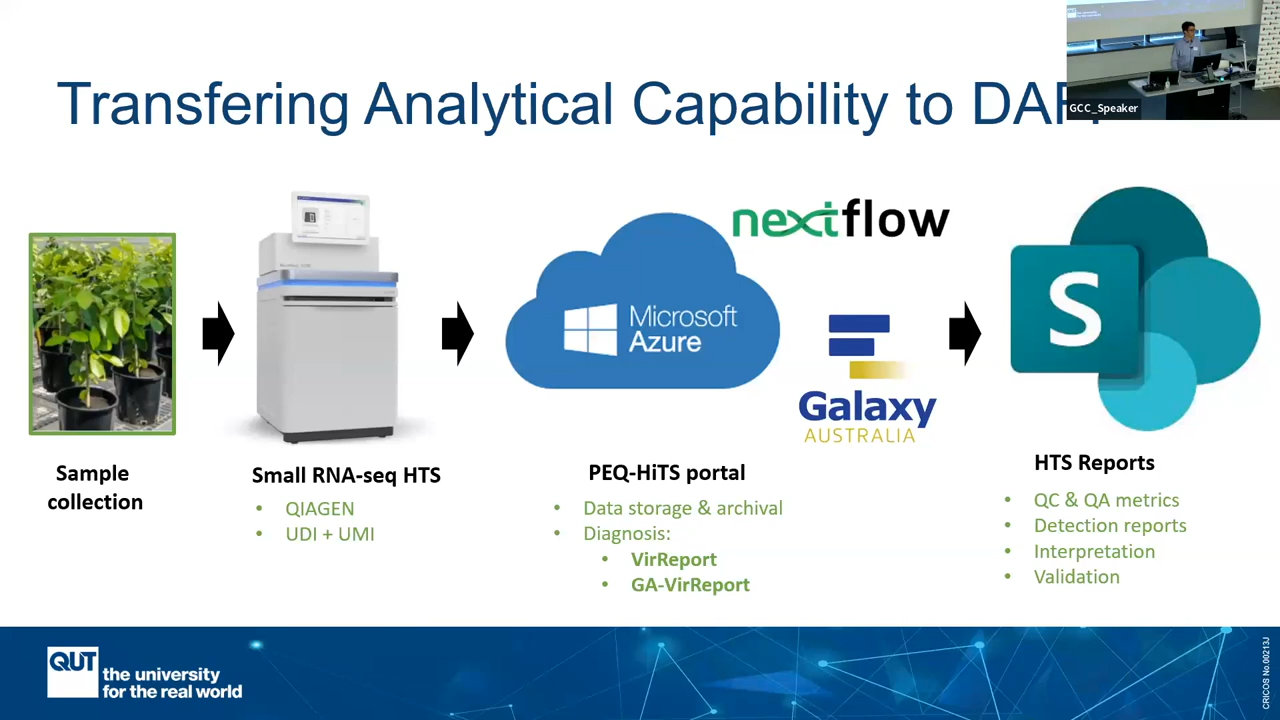 Transfering Analytical Capability to
GCC_Speaker
nextflow
Microsoft
Azure
S
Galaxy
AUSTRALIA
Sample
collection
Small RNA-seq HTS
• QIAGEN
• UDI + UMI
PEQ-HiTS portal
• Data storage & archival
• Diagnosis:
• VirReport
• GA-VirReport
HTS Reports
• QC & QA metrics
• Detection reports
• Interpretation
• Validation
QUT
the university
for the real world
CRICOS No.00213J